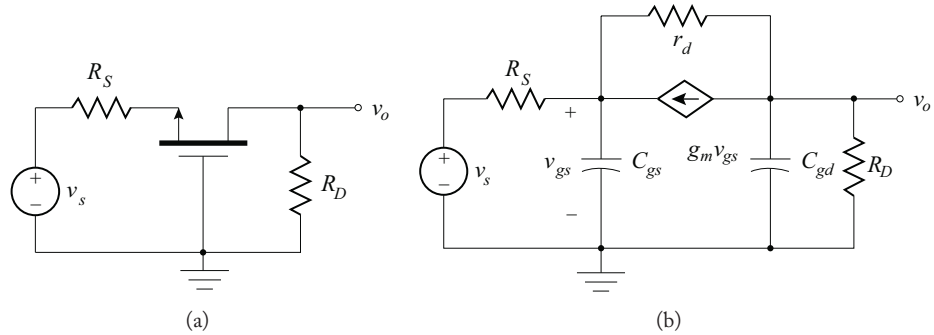 R_S
v_s
+
−
R_D
v_o
(a)
r_d
R_S
+
v_o
v_s
+
−
v_gs
C_gs
g_m v_gs
C_gd
R_D
−
(b)